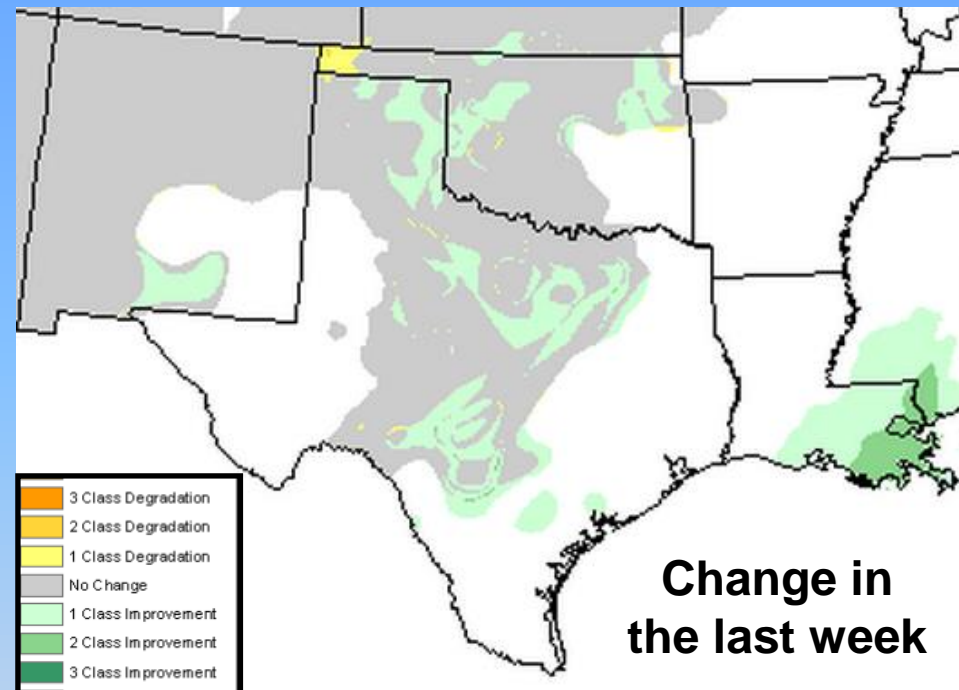 3 Class Degradation
2 Class Degradation
1 Class Degradation
No Change
1 Class Improvement
2 Class Improvement
3 Class Improvement
Change in
the last week